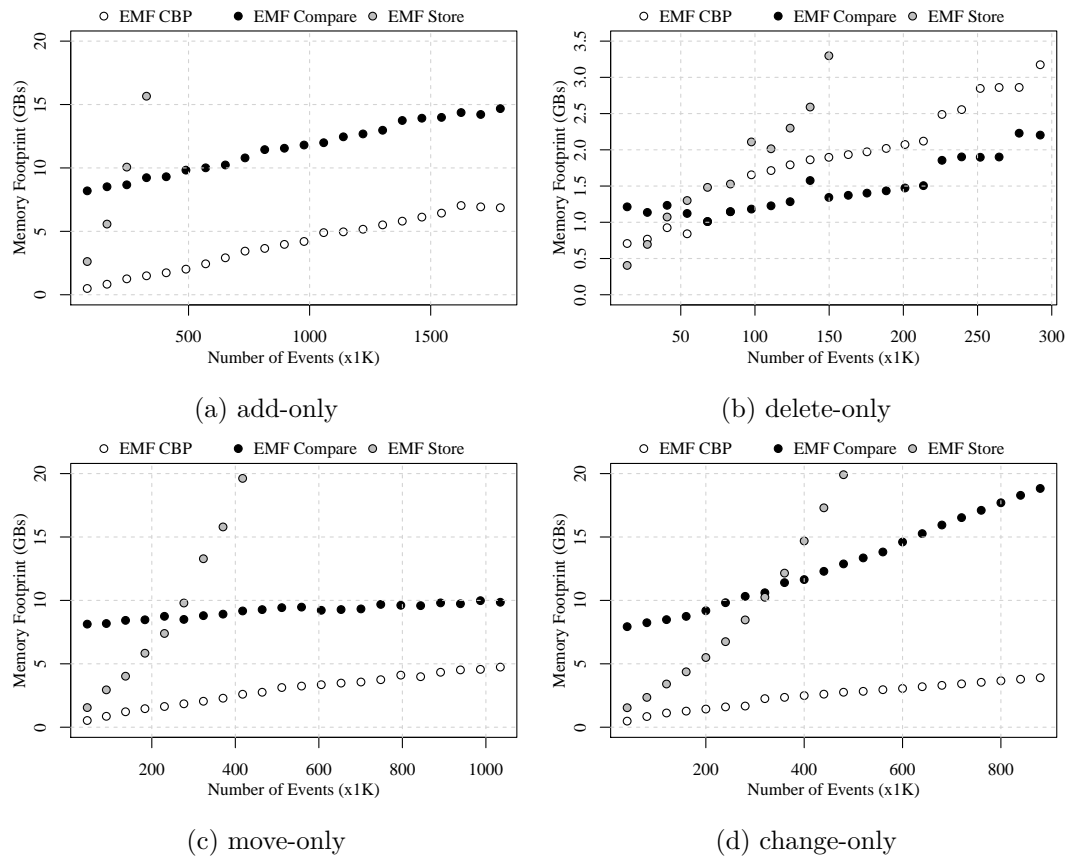 EMF CBP EMF Compare EMF Store
20
15
10
5
0
Memory Footprint (GBs)
500 1000 1500
Number of Events (x1K)
(a) add-only
EMF CBP EMF Compare EMF Store
3.5
3.0
2.5
2.0
1.5
1.0
0.5
0.0
Memory Footprint (GBs)
50 100 150 200 250 300
Number of Events (x1K)
(b) delete-only
EMF CBP EMF Compare EMF Store
20
15
10
5
0
Memory Footprint (GBs)
200 400 600 800 1000
Number of Events (x1K)
(c) move-only
EMF CBP EMF Compare EMF Store
20
15
10
5
0
Memory Footprint (GBs)
200 400 600 800
Number of Events (x1K)
(d) change-only